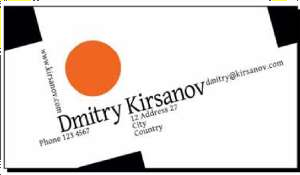 www.kirsanov.com
Dmitry Kirsanov
dmitry@kirsanov.com
Phone 123 4567
12 Address 27
City
Country